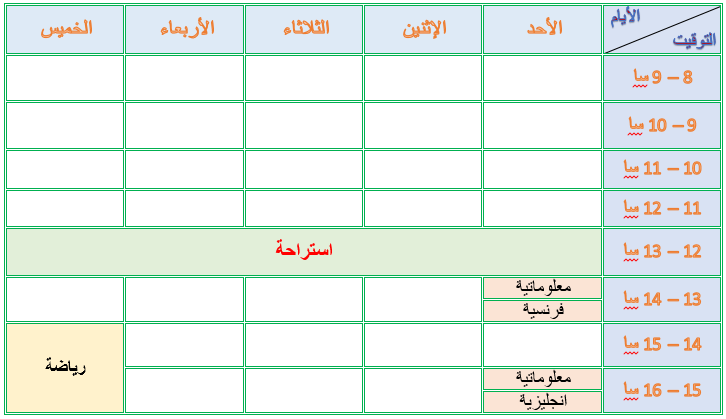 الأيام
التوقيت
الأحد
الإثنين
الثلاثاء
الأربعاء
الخميس
8 – 9 سا
9 – 10 سا
10 – 11 سا
11 – 12 سا
12 – 13 سا
استراحة
13 – 14 سا
معلوماتية
فرنسية
14 – 15 سا
رياضة
15 – 16 سا
معلوماتية
انجليزية